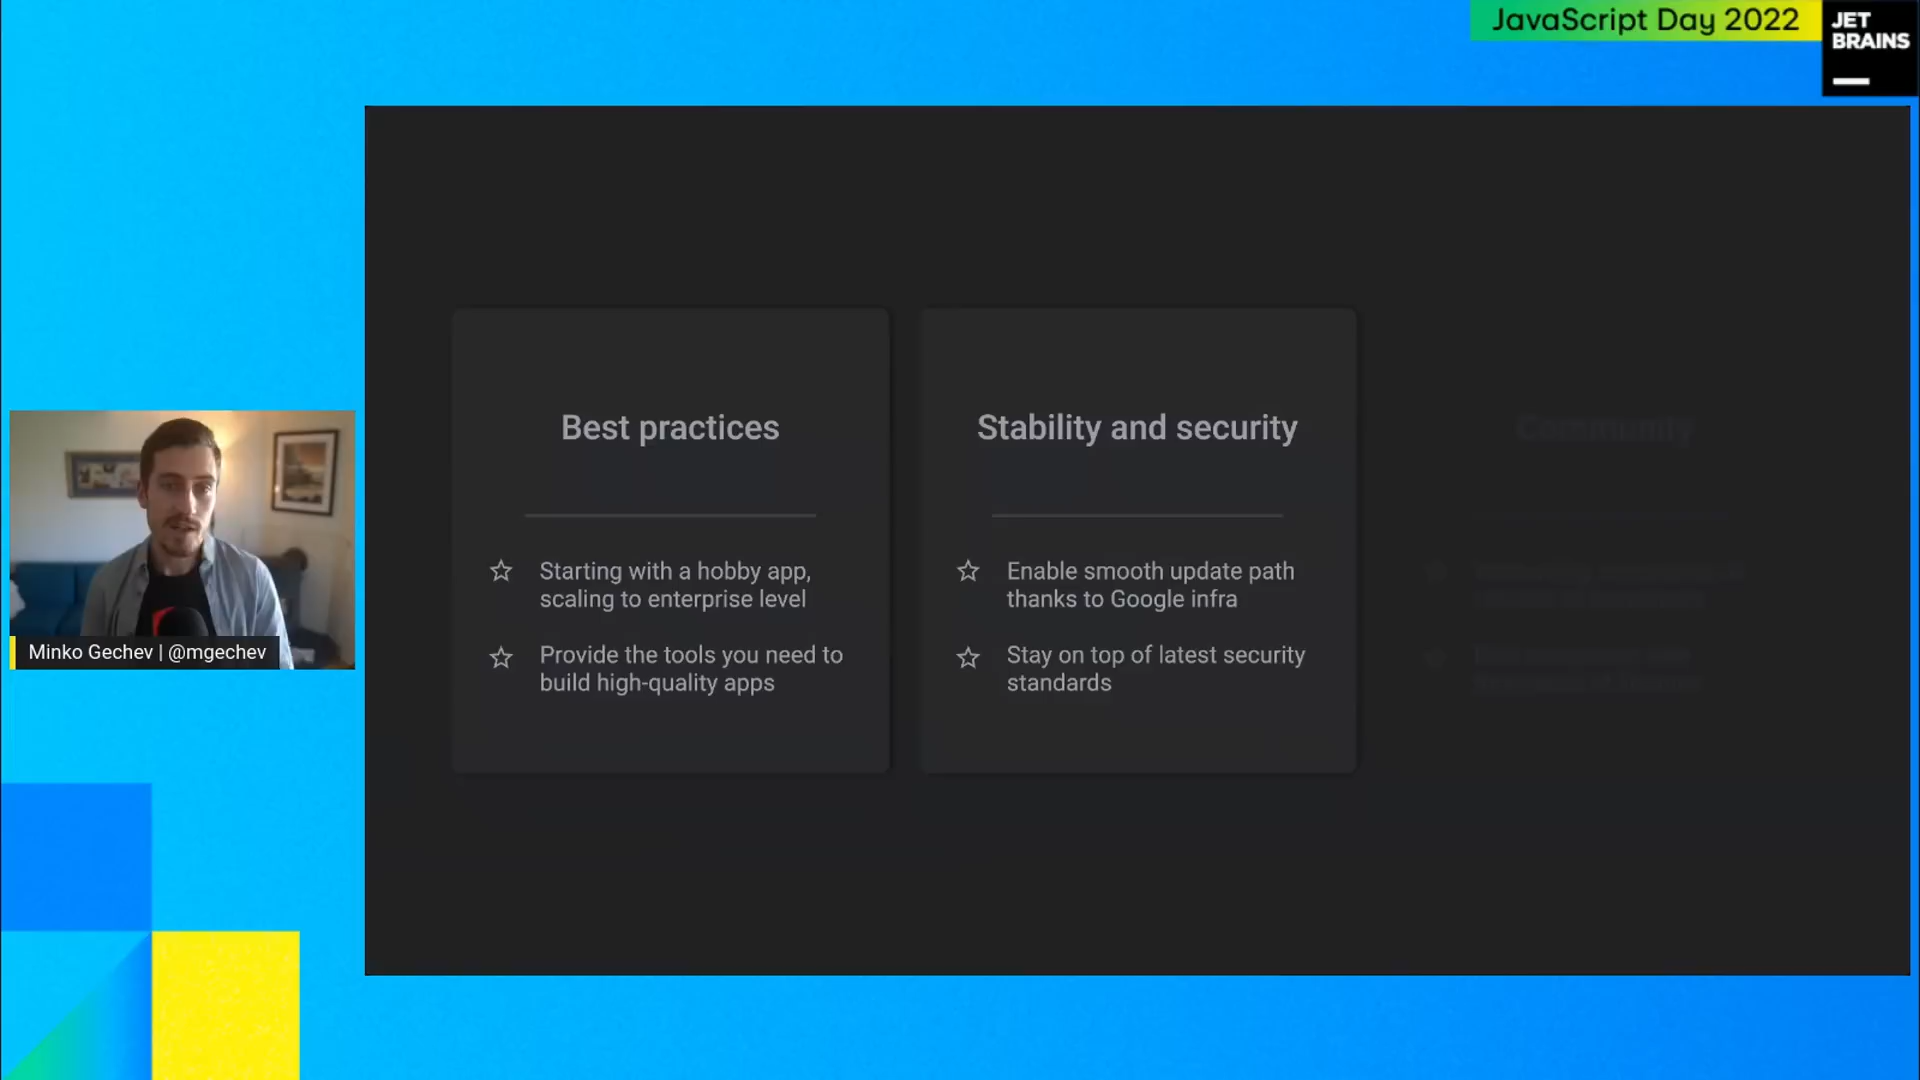 JavaScript Day 2022
JET
BRAINS
Best practices
Starting with a hobby app,
scaling to enterprise level
Provide the tools you need to
build high-quality apps
Stability and security
Enable smooth update path
thanks to Google infra
Stay on top of latest security
standards
Community
Minko Gechev | @mgechev